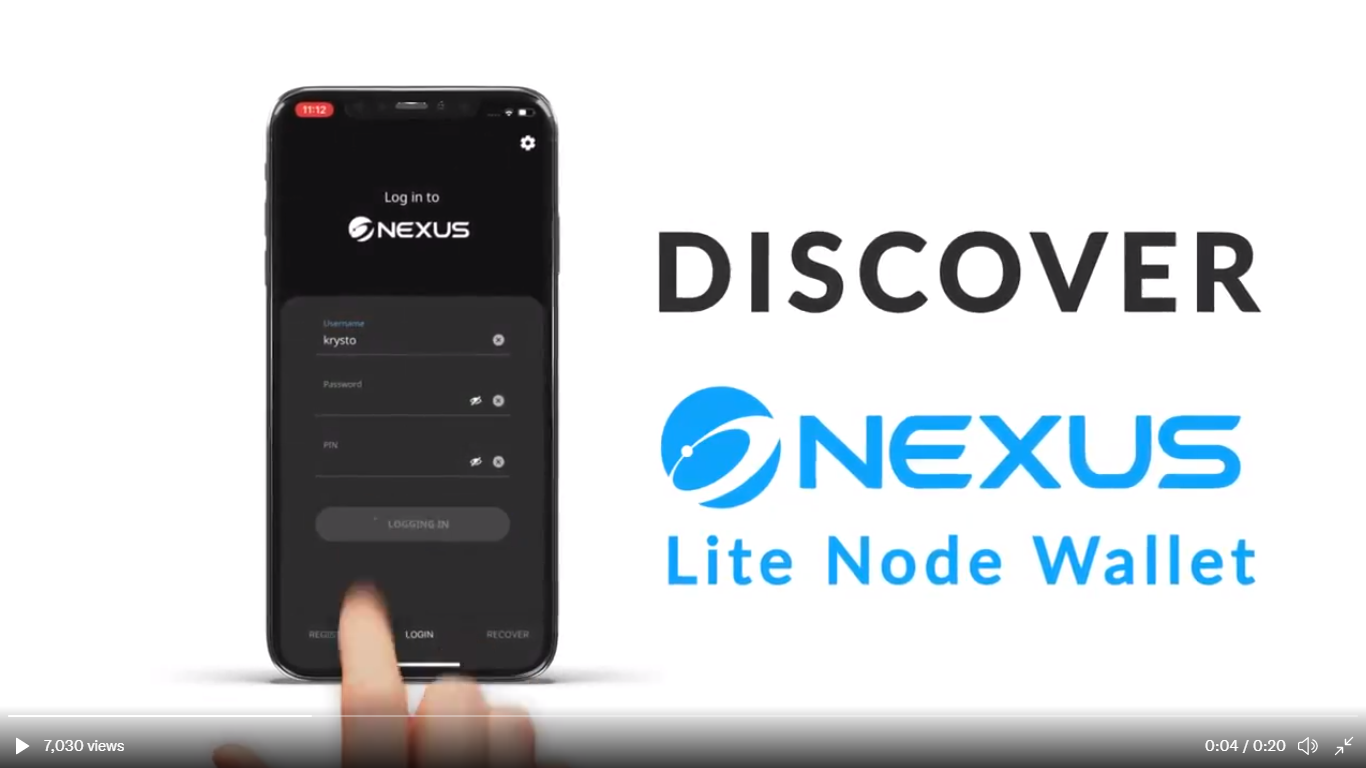 11:12
Log in to
NEXUS
Username
krysto
Password
PIN
LOGGING IN
LOGIN
RECOVER
DISCOVER
NEXUS
Lite Node Wallet
7,030 views
0:04 / 0:20